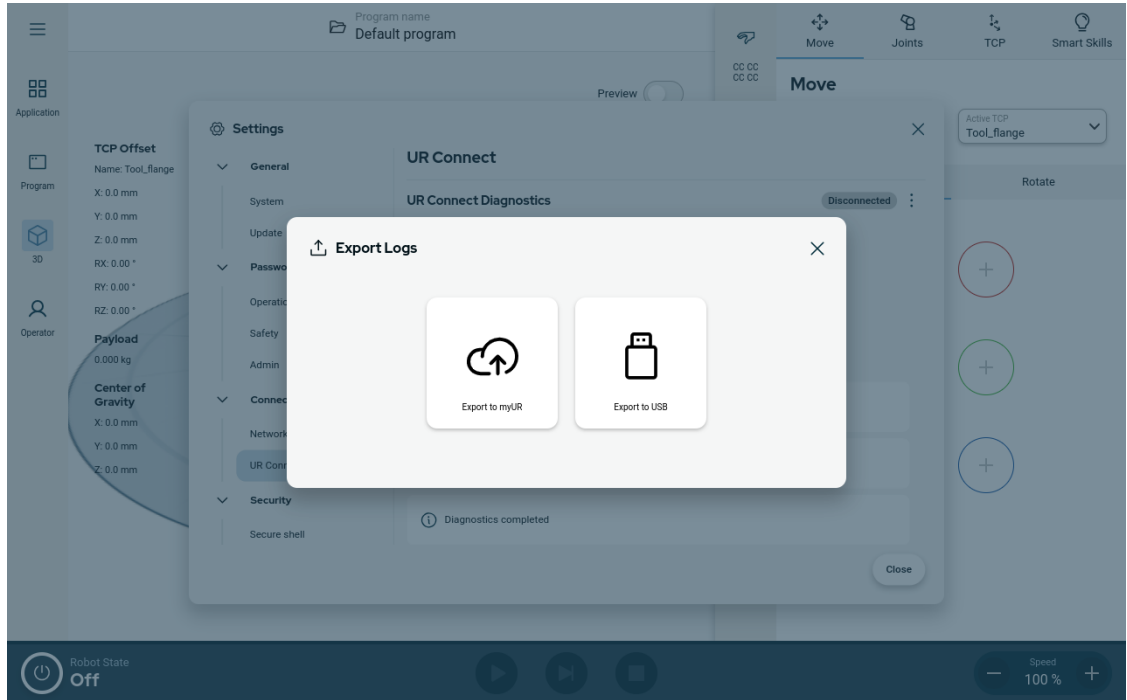 Program name
Default program
Move
Joints
TCP
Smart Skills
CC CC
CC CC
Move
Application
Preview
Active TCP
Tool_flange
Settings
TCP Offset
Name: Tool_flange
X: 0.0 mm
Y: 0.0 mm
Z: 0.0 mm
RX: 0.00 °
RY: 0.00 °
RZ: 0.00 °
Payload
0.000 kg
Center of
Gravity
X: 0.0 mm
Y: 0.0 mm
Z: 0.0 mm
Program
3D
Operator
General
System
Update
Passwo
Operatio
Safety
Admin
Connec
Network
UR Conn
Security
Secure shell
UR Connect
UR Connect Diagnostics
Disconnected
Rotate
Export Logs
Export to myUR
Export to USB
Diagnostics completed
Close
Robot State
Off
Speed
100 %